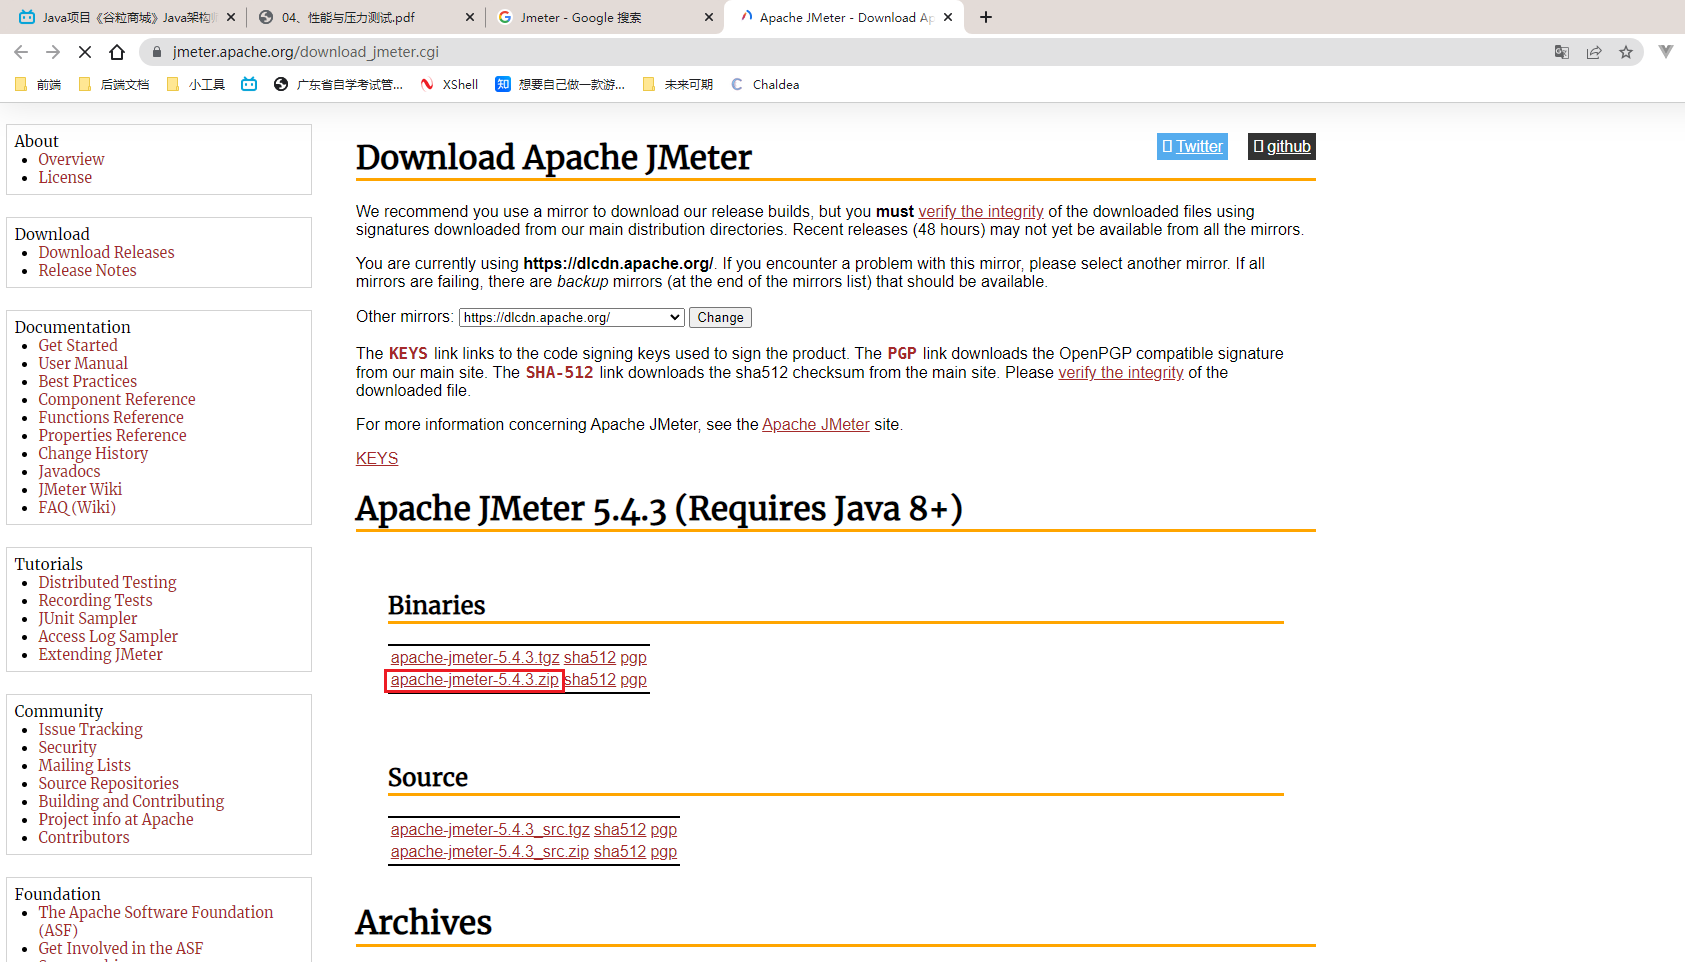 Java项目《谷粒商城》Java架构师
04、性能与压力测试.pdf
Jmeter - Google 搜索
Apache JMeter - Download Ap
jmeter.apache.org/download_jmeter.cgi
前端
后端文档
小工具
广东省自学考试管...
XShell
知 想要自己做一款游...
未来可期
Chaldea
About
Overview
License
Download
Download Releases
Release Notes
Documentation
Get Started
User Manual
Best Practices
Component Reference
Functions Reference
Properties Reference
Change History
Javadocs
JMeter Wiki
FAQ (Wiki)
Tutorials
Distributed Testing
Recording Tests
JUnit Sampler
Access Log Sampler
Extending JMeter
Community
Issue Tracking
Security
Mailing Lists
Source Repositories
Building and Contributing
Project info at Apache
Contributors
Foundation
The Apache Software Foundation
(ASF)
Get Involved in the ASF
Download Apache JMeter
Twitter
github
We recommend you use a mirror to download our release builds, but you must verify the integrity of the downloaded files using
signatures downloaded from our main distribution directories. Recent releases (48 hours) may not yet be available from all the mirrors.
You are currently using https://dlcdn.apache.org/. If you encounter a problem with this mirror, please select another mirror. If all
mirrors are failing, there are backup mirrors (at the end of the mirrors list) that should be available.
Other mirrors: https://dlcdn.apache.org/ Change
The KEYS link links to the code signing keys used to sign the product. The PGP link downloads the OpenPGP compatible signature
from our main site. The SHA-512 link downloads the sha512 checksum from the main site. Please verify the integrity of the
downloaded file.
For more information concerning Apache JMeter, see the Apache JMeter site.
KEYS
Apache JMeter 5.4.3 (Requires Java 8+)
Binaries
apache-jmeter-5.4.3.tgz sha512 pgp
apache-jmeter-5.4.3.zip sha512 pgp
Source
apache-jmeter-5.4.3_src.tgz sha512 pgp
apache-jmeter-5.4.3_src.zip sha512 pgp
Archives